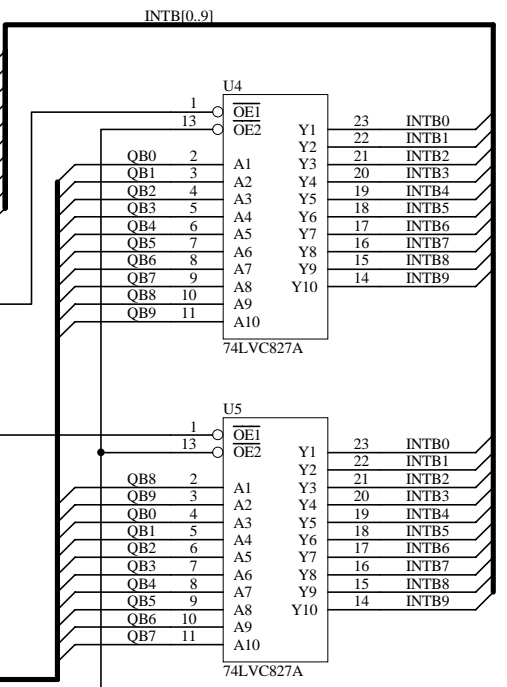 INTB[0..9]
U4
1 OE1
13 OE2 Y1 23 INTB0
Y2 22 INTB1
QB0 2 A1 Y3 21 INTB2
QB1 3 A2 Y4 20 INTB3
QB2 4 A3 Y5 19 INTB4
QB3 5 A4 Y6 18 INTB5
QB4 6 A5 Y7 17 INTB6
QB5 7 A6 Y8 16 INTB7
QB6 8 A7 Y9 15 INTB8
QB7 9 A8 Y10 14 INTB9
QB8 10 A9
QB9 11 A10
74LVC827A
U5
1 OE1
13 OE2 Y1 23 INTB0
Y2 22 INTB1
QB8 2 A1 Y3 21 INTB2
QB9 3 A2 Y4 20 INTB3
QB0 4 A3 Y5 19 INTB4
QB1 5 A4 Y6 18 INTB5
QB2 6 A5 Y7 17 INTB6
QB3 7 A6 Y8 16 INTB7
QB4 8 A7 Y9 15 INTB8
QB5 9 A8 Y10 14 INTB9
QB6 10 A9
QB7 11 A10
74LVC827A